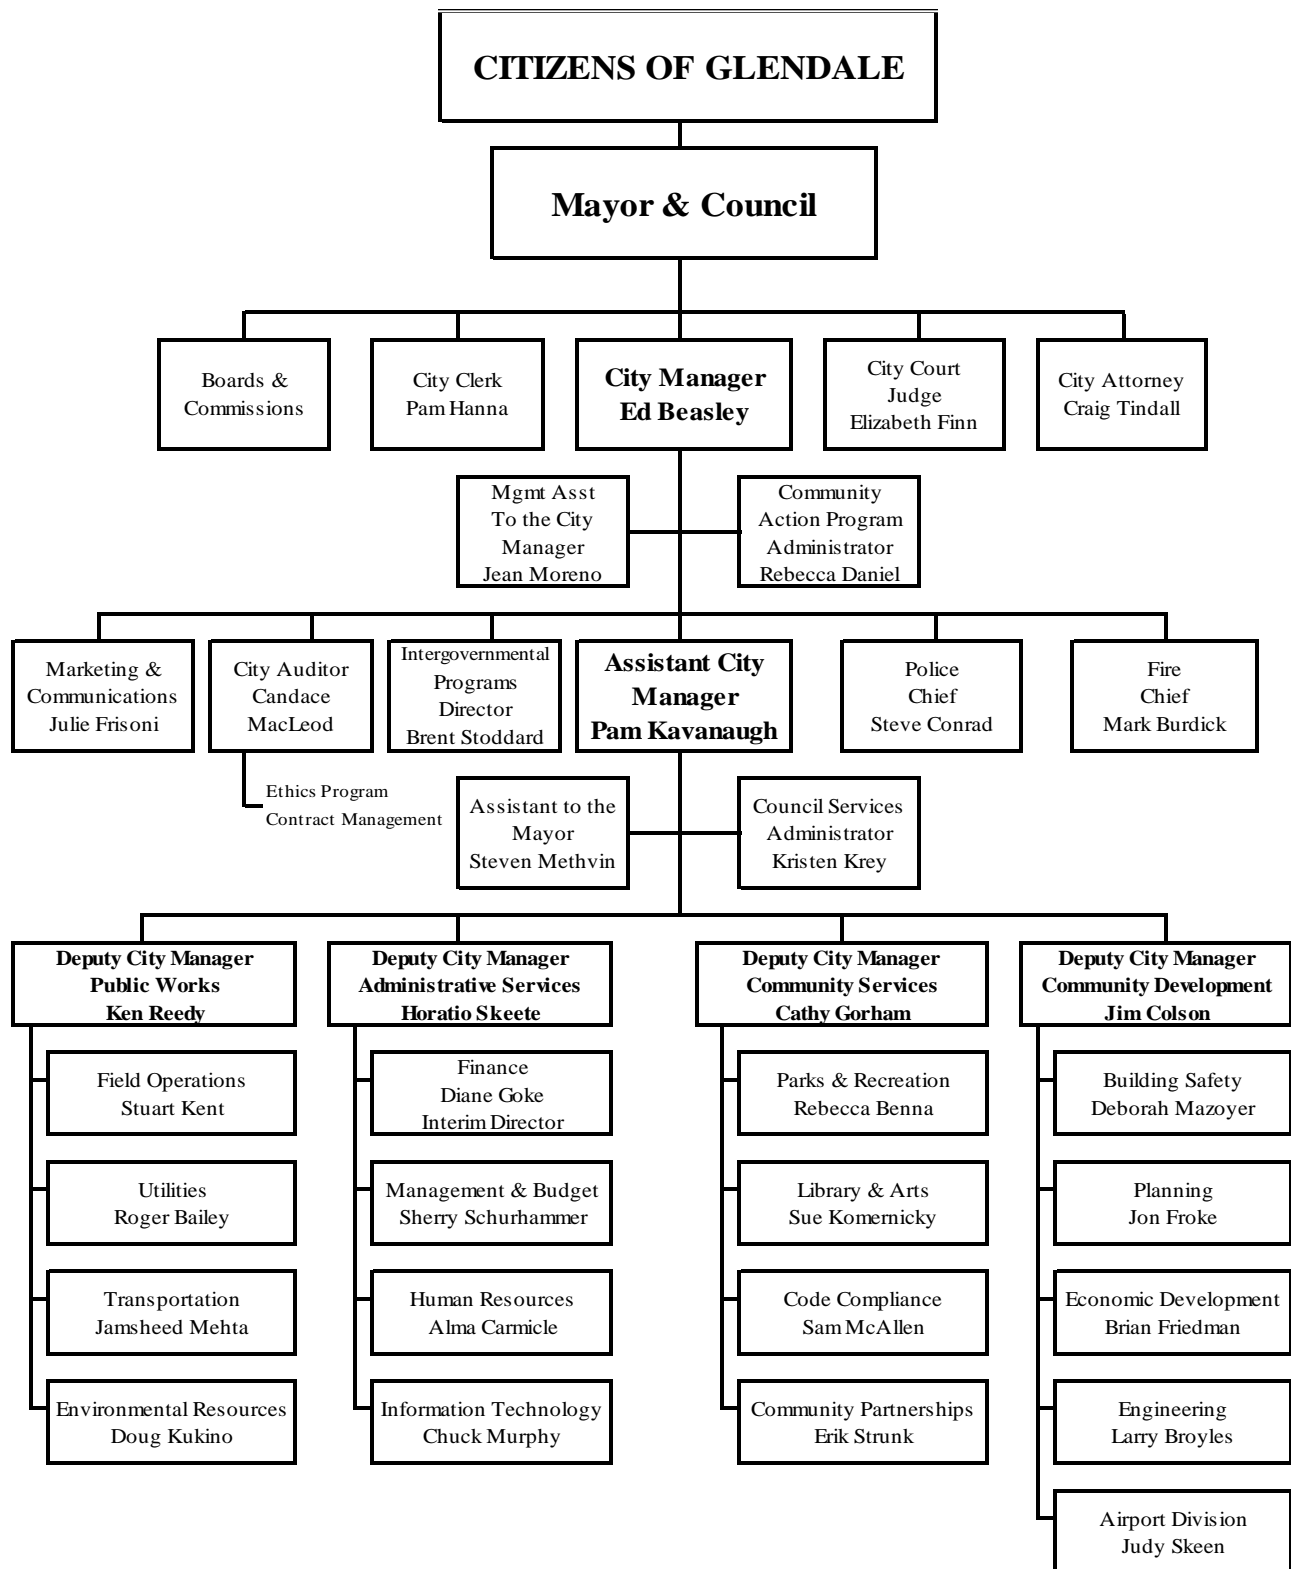 CITIZENS OF GLENDALE
Mayor & Council
Boards &
Commissions
City Clerk
Pam Hanna
City Manager
Ed Beasley
City Court
Judge
Elizabeth Finn
City Attorney
Craig Tindall
Mgmt Asst
To the City
Manager
Jean Moreno
Community
Action Program
Administrator
Rebecca Daniel
Marketing &
Communications
Julie Frisoni
City Auditor
Candace
MacLeod
Intergovernmental
Programs
Director
Brent Stoddard
Assistant City
Manager
Pam Kavanaugh
Police
Chief
Steve Conrad
Fire
Chief
Mark Burdick
Ethics Program
Contract Management
Assistant to the
Mayor
Steven Methvin
Council Services
Administrator
Kristen Krey
Deputy City Manager
Public Works
Ken Reedy
Deputy City Manager
Administrative Services
Horatio Skeete
Deputy City Manager
Community Services
Cathy Gorham
Deputy City Manager
Community Development
Jim Colson
Field Operations
Stuart Kent
Finance
Diane Goke
Interim Director
Parks & Recreation
Rebecca Benna
Building Safety
Deborah Mazoyer
Utilities
Roger Bailey
Management & Budget
Sherry Schurhammer
Library & Arts
Sue Komernicky
Planning
Jon Froke
Transportation
Jamsheed Mehta
Human Resources
Alma Carmicle
Code Compliance
Sam McAllen
Economic Development
Brian Friedman
Environmental Resources
Doug Kukino
Information Technology
Chuck Murphy
Community Partnerships
Erik Strunk
Engineering
Larry Broyles
Airport Division
Judy Skeen